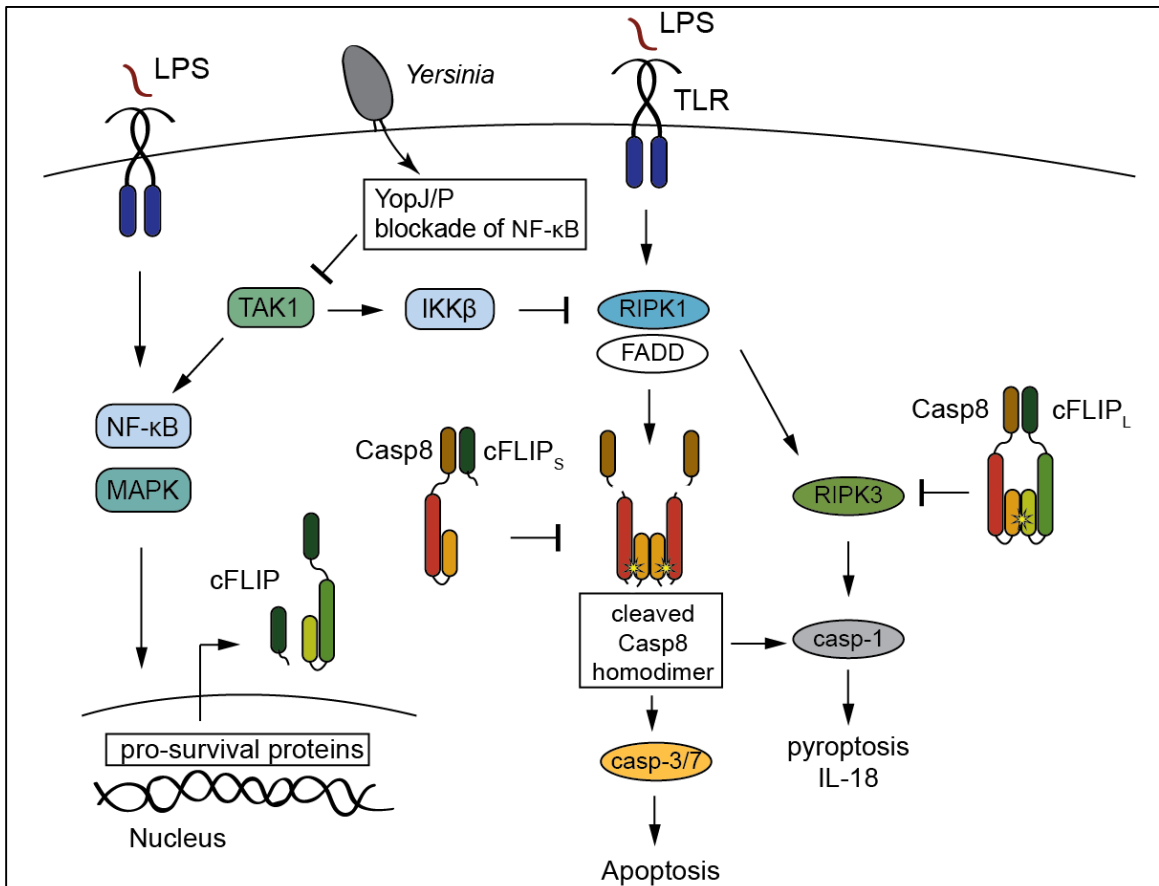 LPS
LPS
Yersinia
TLR
YopJ/P
blockade of NF-κB
TAK1
IKKβ
RIPK1
FADD
NF-κB
MAPK
Casp8
cFLIPS
Casp8
cFLIPL
RIPK3
cFLIP
cleaved
Casp8
homodimer
casp-1
pro-survival proteins
casp-3/7
pyroptosis
IL-18
Nucleus
Apoptosis